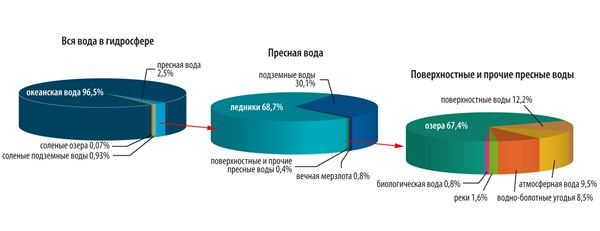 Вся вода в гидросфере
пресная вода
2,5%
океанская вода 96,5%
соленые озера 0,07%
соленые подземные воды 0,93%
Пресная вода
подземные воды
30,1%
ледники 68,7%
поверхностные и прочие
пресные воды 0,4%
вечная мерзлота 0,8%
Поверхностные и прочие пресные воды
поверхностные воды 12,2%
озера 67,4%
биологическая вода 0,8%
реки 1,6%
атмосферная вода 9,5%
водно-болотные угодья 8,5%